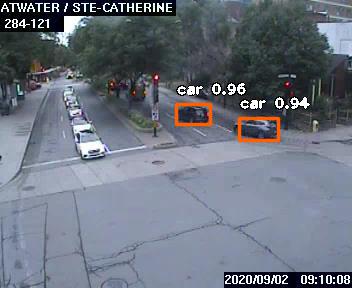 ATWATER / STE-CATHERINE
284-121
car 0.96
car 0.94
2020/09/02 09:10:08